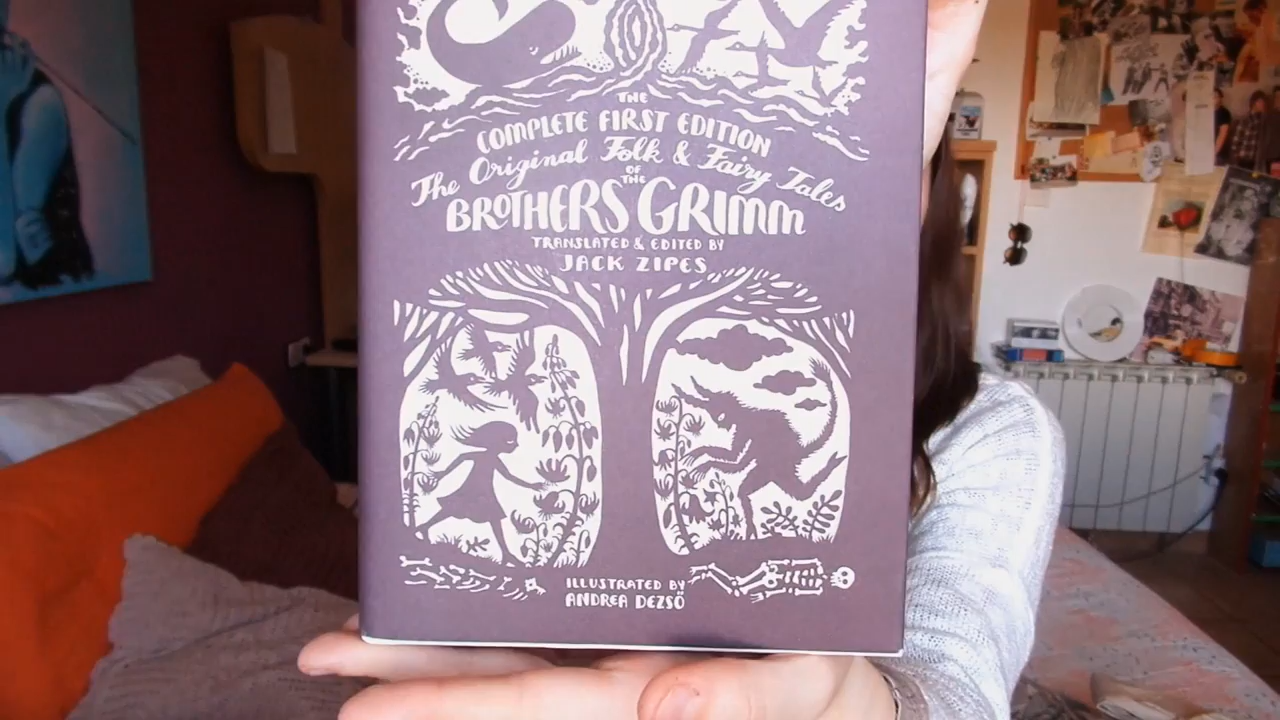 THE
COMPLETE FIRST EDITION
The Original Folk & Fairy Tales
OF THE
BROTHERS GRIMM
TRANSLATED & EDITED BY
JACK ZIPES
ILLUSTRATED BY
ANDREA DEZSÖ